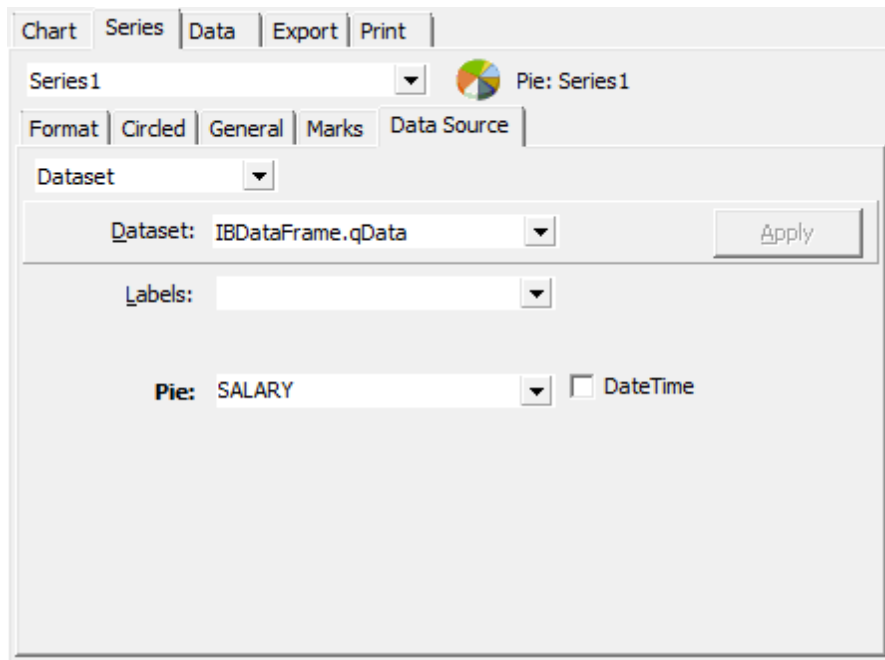 Chart Series Data Export Print
Series1 Pie: Series1
Format Circled General Marks Data Source
Dataset
Dataset: IBDataFrame.qData Apply
Labels:
Pie: SALARY DateTime